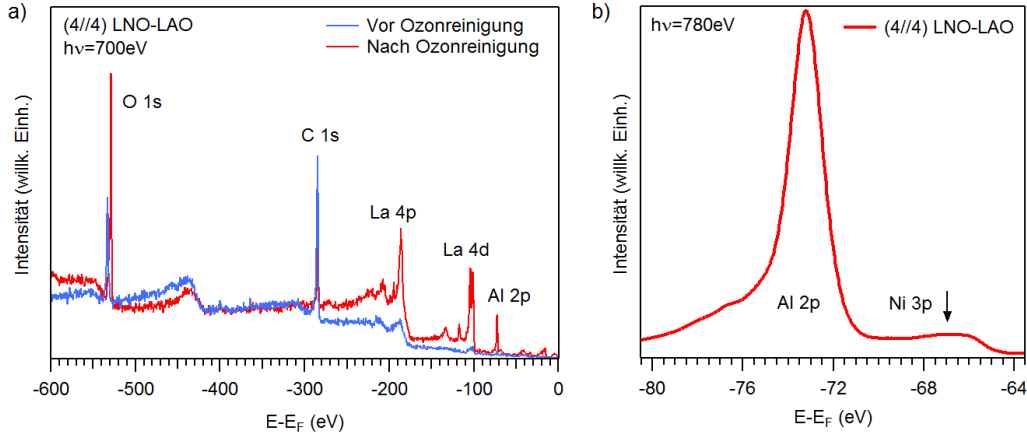 a)
(4//4) LNO-LAO
hν=700eV
Vor Ozonreinigung
Nach Ozonreinigung
O 1s
C 1s
La 4p
La 4d
Al 2p
Intensität (willk. Einh.)
-600 -500 -400 -300 -200 -100 0
E-EF (eV)
b)
hν=780eV
(4//4) LNO-LAO
Al 2p
Ni 3p
Intensität (willk. Einh.)
-80 -76 -72 -68 -64
E-EF (eV)